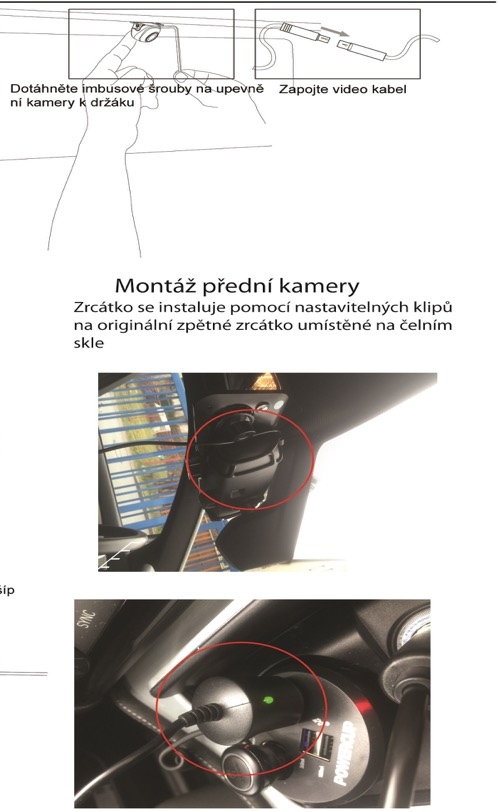 Dotáhněte imbusové šrouby na upevně
ní kamery k držáku
Zapojte video kabel
Montáž přední kamery
Zrcátko se instaluje pomocí nastavitelných klipů
na originální zpětné zrcátko umístěné na čelním
skle
síp
SYNC
POWERCUP